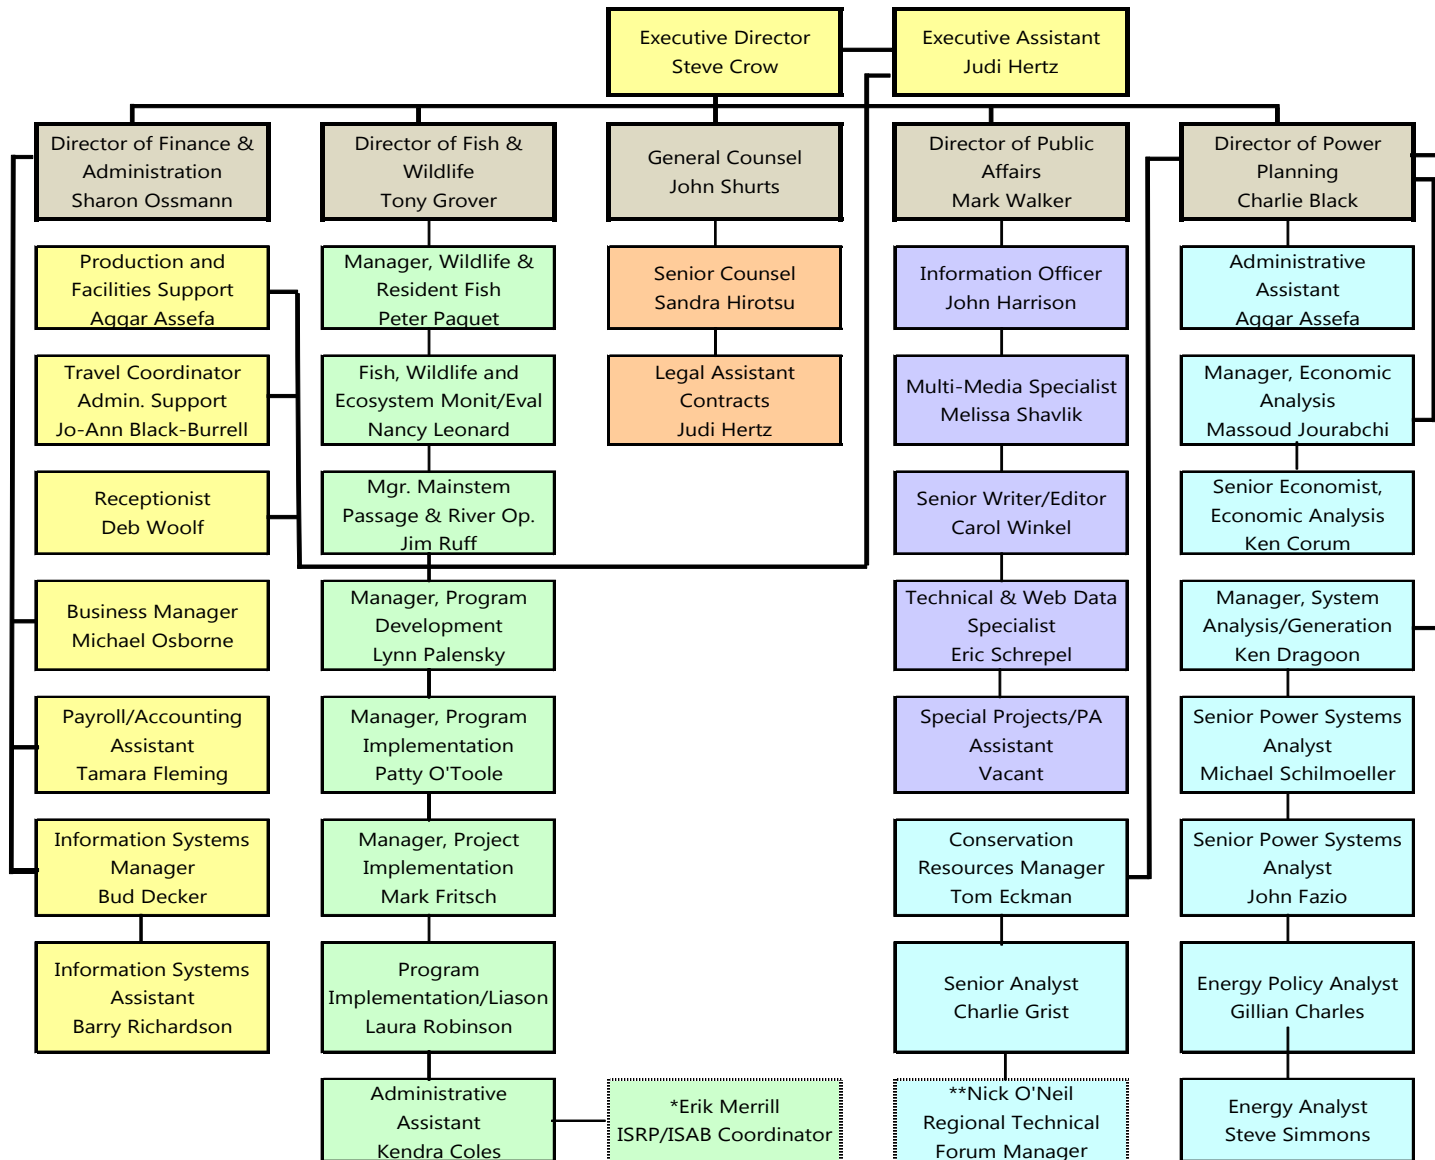 Executive Director
Steve Crow
Executive Assistant
Judi Hertz
Director of Finance &
Administration
Sharon Ossmann
Director of Fish &
Wildlife
Tony Grover
General Counsel
John Shurts
Director of Public
Affairs
Mark Walker
Director of Power
Planning
Charlie Black
Production and
Facilities Support
Aggar Assefa
Manager, Wildlife &
Resident Fish
Peter Paquet
Senior Counsel
Sandra Hirotsu
Information Officer
John Harrison
Administrative
Assistant
Aggar Assefa
Travel Coordinator
Admin. Support
Jo-Ann Black-Burrell
Fish, Wildlife and
Ecosystem Monit/Eval
Nancy Leonard
Legal Assistant
Contracts
Judi Hertz
Multi-Media Specialist
Melissa Shavlik
Manager, Economic
Analysis
Massoud Jourabchi
Receptionist
Deb Woolf
Mgr. Mainstem
Passage & River Op.
Jim Ruff
Senior Writer/Editor
Carol Winkel
Senior Economist,
Economic Analysis
Ken Corum
Business Manager
Michael Osborne
Manager, Program
Development
Lynn Palensky
Technical & Web Data
Specialist
Eric Schrepel
Manager, System
Analysis/Generation
Ken Dragoon
Payroll/Accounting
Assistant
Tamara Fleming
Manager, Program
Implementation
Patty O'Toole
Special Projects/PA
Assistant
Vacant
Senior Power Systems
Analyst
Michael Schilmoeller
Information Systems
Manager
Bud Decker
Manager, Project
Implementation
Mark Fritsch
Conservation
Resources Manager
Tom Eckman
Senior Power Systems
Analyst
John Fazio
Information Systems
Assistant
Barry Richardson
Program
Implementation/Liason
Laura Robinson
Senior Analyst
Charlie Grist
Energy Policy Analyst
Gillian Charles
Administrative
Assistant
Kendra Coles
*Erik Merrill
ISRP/ISAB Coordinator
**Nick O'Neil
Regional Technical
Forum Manager
Energy Analyst
Steve Simmons